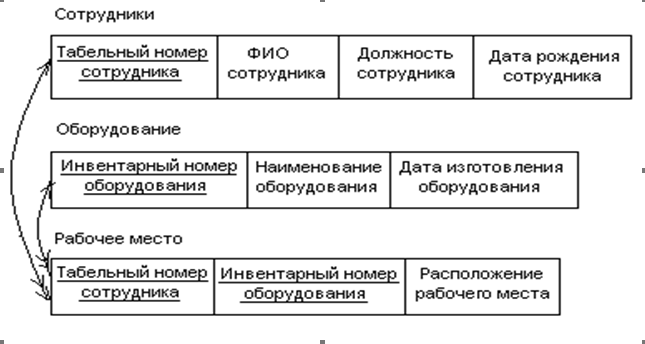 Сотрудники
Табельный номер сотрудника
ФИО сотрудника
Должность сотрудника
Дата рождения сотрудника
Оборудование
Инвентарный номер оборудования
Наименование оборудования
Дата изготовления оборудования
Рабочее место
Табельный номер сотрудника
Инвентарный номер оборудования
Расположение рабочего места